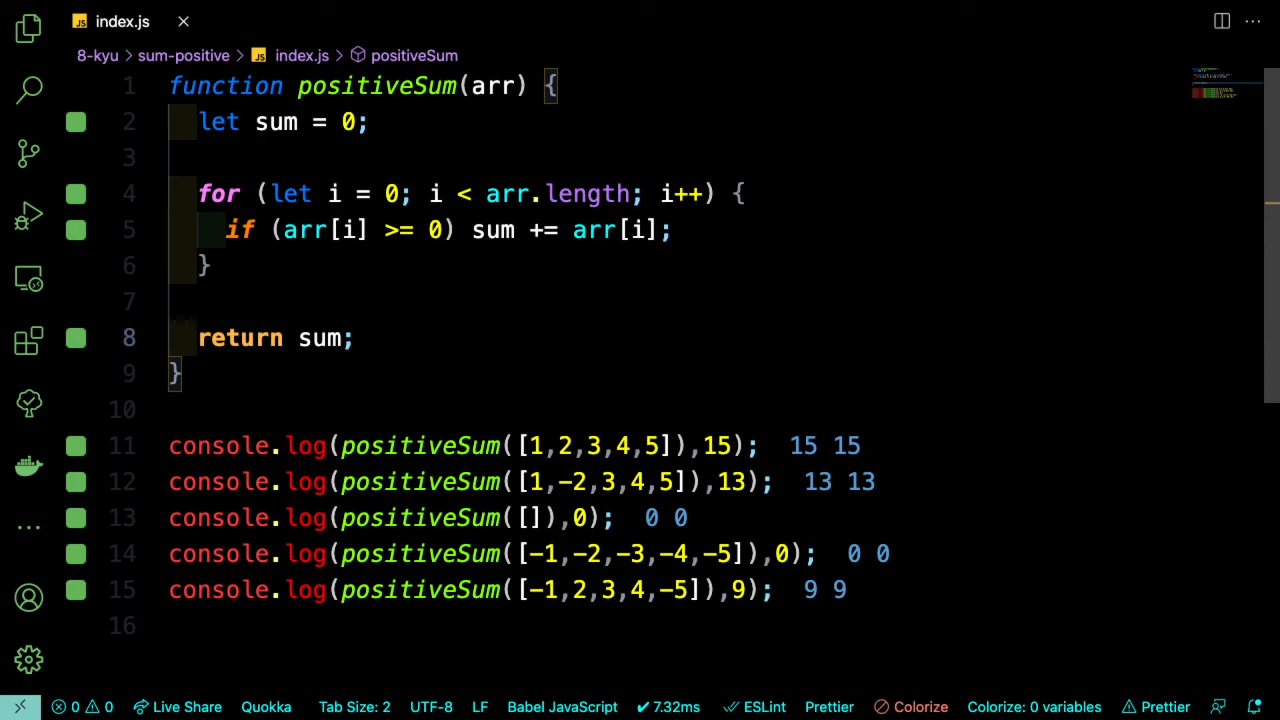 JS index.js ×
8-kyu > sum-positive > JS index.js > positiveSum
1 function positiveSum(arr) {
2 let sum = 0;
3
4 for (let i = 0; i < arr.length; i++) {
5 if (arr[i] >= 0) sum += arr[i];
6 }
7
8 return sum;
9 }
10
11 console.log(positiveSum([1,2,3,4,5]),15); 15 15
12 console.log(positiveSum([1,-2,3,4,5]),13); 13 13
13 console.log(positiveSum([]),0); 0 0
14 console.log(positiveSum([-1,-2,-3,-4,-5]),0); 0 0
15 console.log(positiveSum([-1,2,3,4,-5]),9); 9 9
16
0 0 Live Share Quokka Tab Size: 2 UTF-8 LF Babel JavaScript ✔ 7.32ms ESLint Prettier Colorize Colorize: 0 variables Prettier